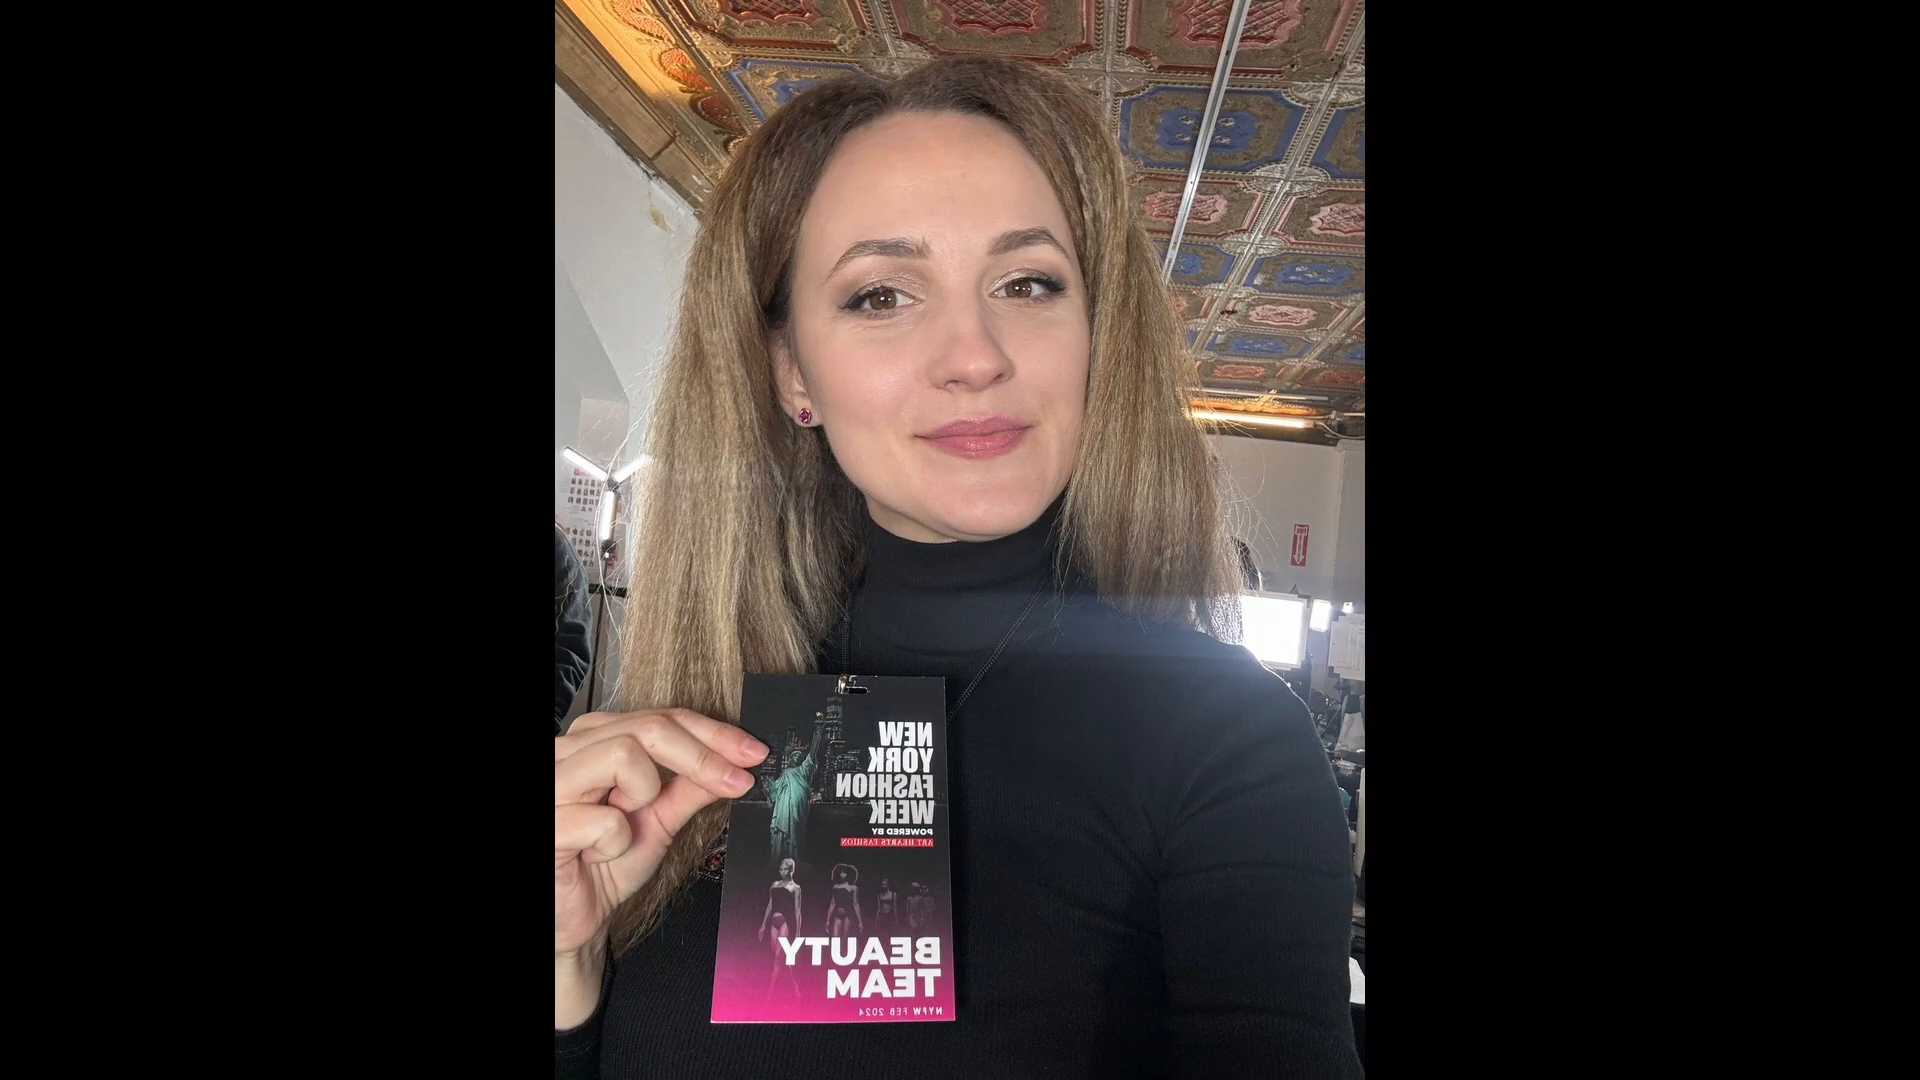 NEW
YORK
FASHION
WEEK
POWERED BY
ART HEARTS FASHION
BEAUTY
TEAM
NYFW FEB 2024